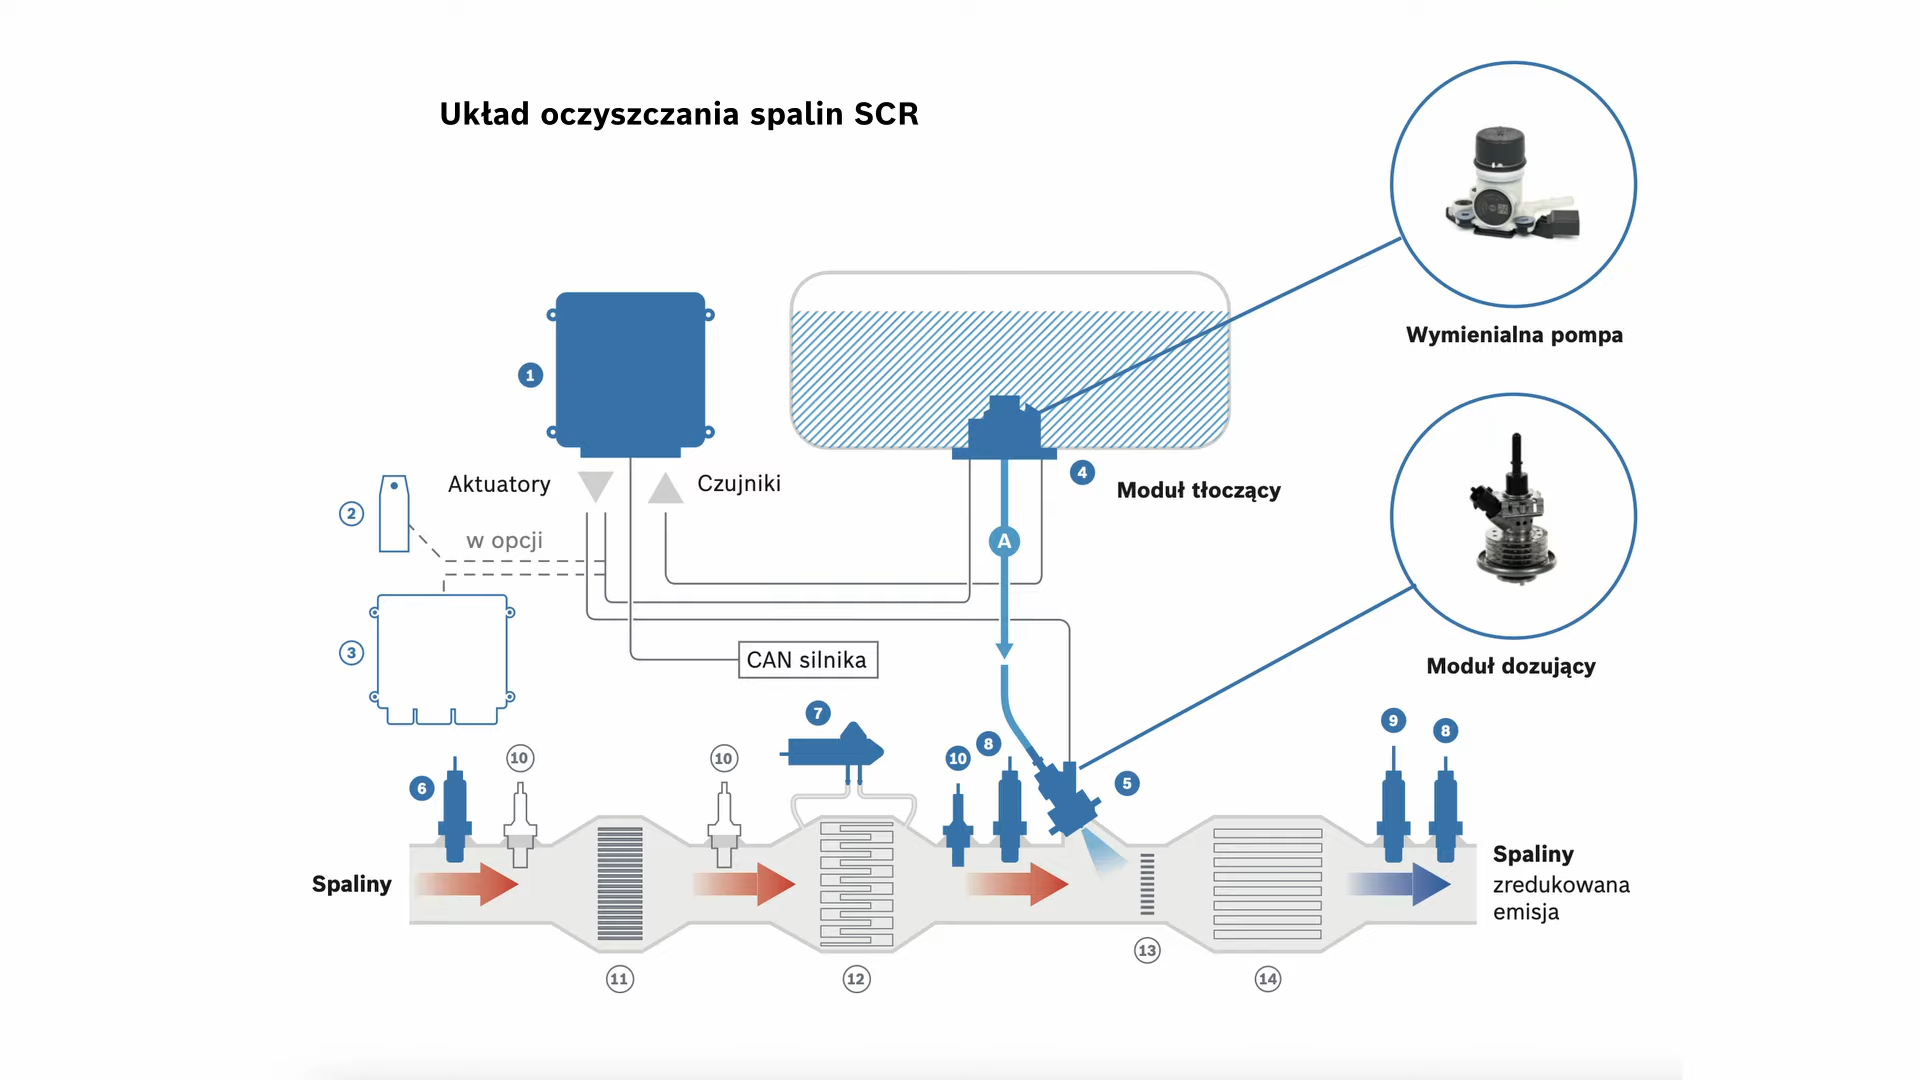 Układ oczyszczania spalin SCR
Wymienialna pompa
1
Aktuatory
Czujniki
4
Moduł tłoczący
2
w opcji
A
3
CAN silnika
Moduł dozujący
7
9
8
8
10
10
10
6
5
Spaliny
Spaliny
zredukowana
emisja
11
12
13
14